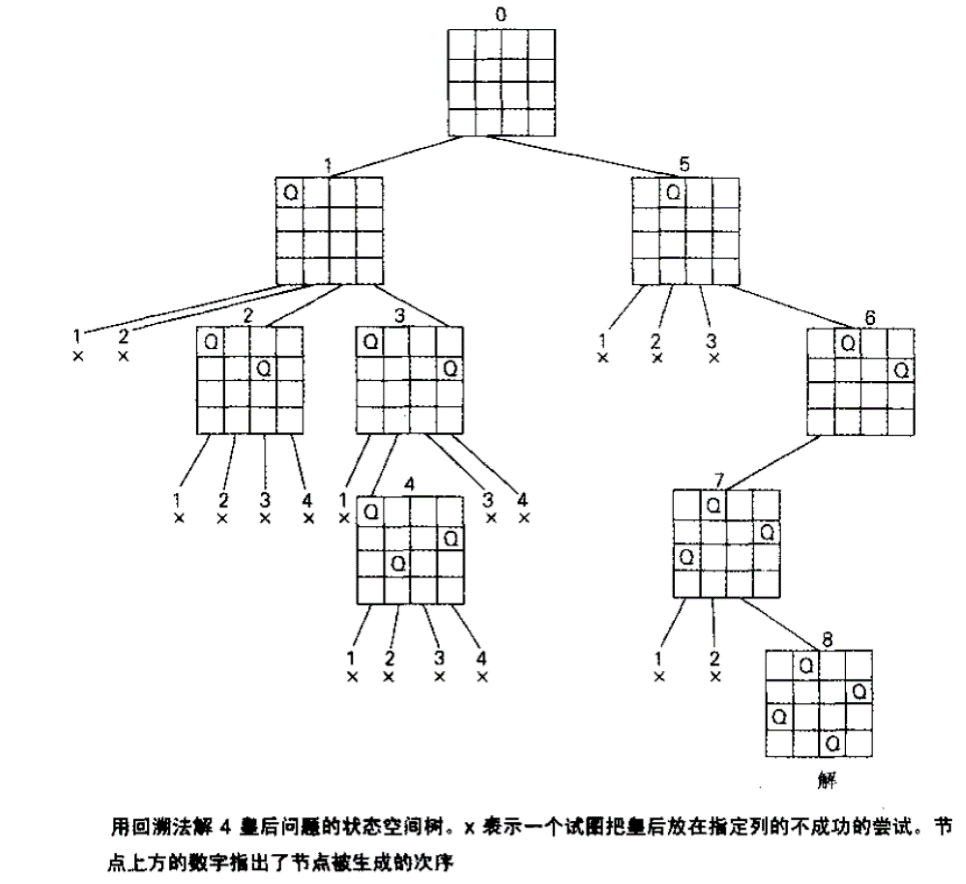 0
1 5
Q Q
1 2 2 3 1 2 3 6
× × × × ×
Q Q Q
Q Q Q
1 2 3 4 1 4 3 4 7
× × × × × × ×
Q Q
Q Q
Q Q
1 2 3 4 1 2 8
× × × × × ×
Q
Q
Q
Q
解
用回溯法解 4 皇后问题的状态空间树。x 表示一个试图把皇后放在指定列的不成功的尝试。节
点上方的数字指出了节点被生成的次序